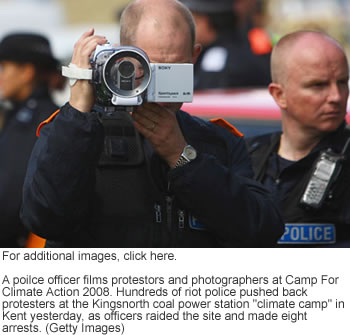 SONY
POLICE
For additional images, click here.
A poilce officer films protestors and photographers at Camp For
Climate Action 2008. Hundreds of riot police pushed back
protesters at the Kingsnorth coal power station "climate camp" in
Kent yesterday, as officers raided the site and made eight
arrests. (Getty Images)